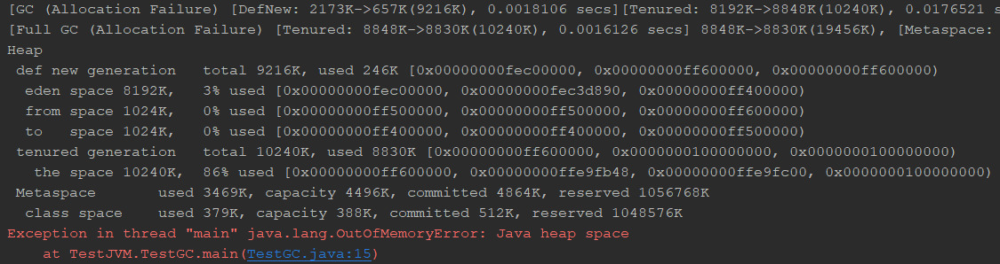 [GC (Allocation Failure) [DefNew: 2173K->657K(9216K), 0.0018106 secs][Tenured: 8192K->8848K(10240K), 0.0176521 s
[Full GC (Allocation Failure) [Tenured: 8848K->8830K(10240K), 0.0016126 secs] 8848K->8830K(19456K), [Metaspace:
Heap
def new generation   total 9216K, used 246K [0x00000000fec00000, 0x00000000ff600000, 0x00000000ff600000)
eden space 8192K,   3% used [0x00000000fec00000, 0x00000000fec3d890, 0x00000000ff400000)
from space 1024K,   0% used [0x00000000ff500000, 0x00000000ff500000, 0x00000000ff600000)
to   space 1024K,   0% used [0x00000000ff400000, 0x00000000ff400000, 0x00000000ff500000)
tenured generation   total 10240K, used 8830K [0x00000000ff600000, 0x0000000100000000, 0x0000000100000000)
the space 10240K,  86% used [0x00000000ff600000, 0x00000000ffe9fb48, 0x00000000ffe9fc00, 0x0000000100000000)
Metaspace       used 3469K, capacity 4496K, committed 4864K, reserved 1056768K
class space    used 379K, capacity 388K, committed 512K, reserved 1048576K
Exception in thread "main" java.lang.OutOfMemoryError: Java heap space
at TestJVM.TestGC.main(TestGC.java:15)